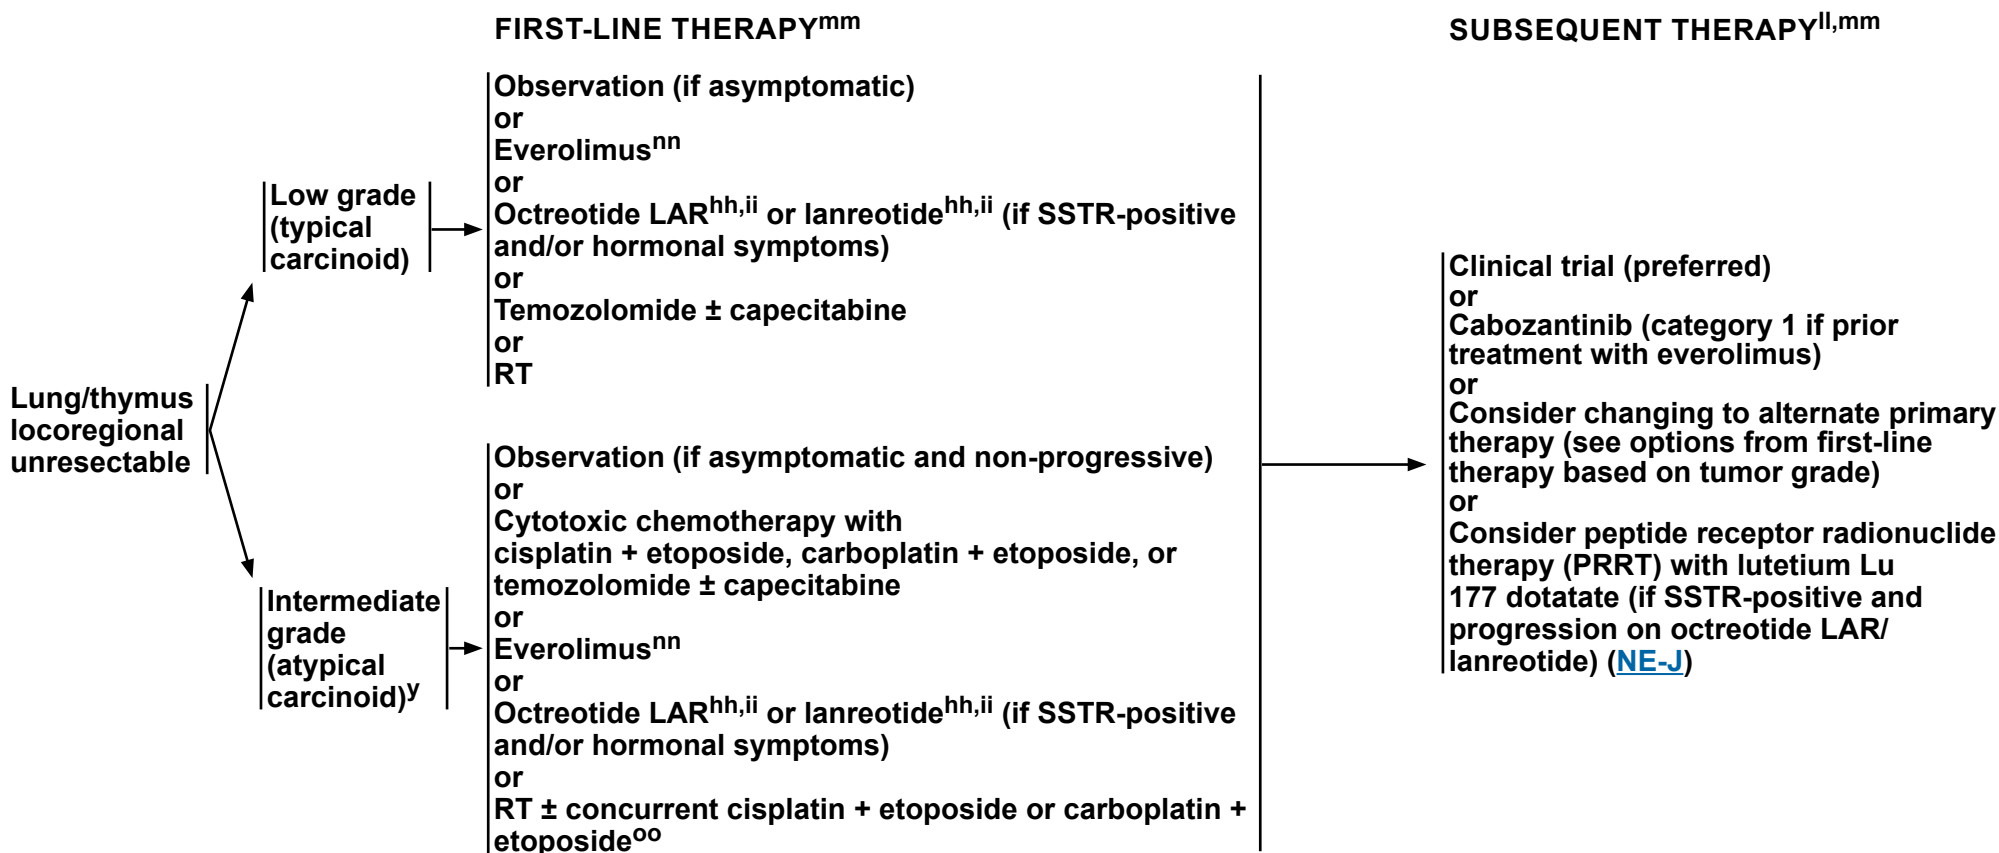 FIRST-LINE THERAPYmm
SUBSEQUENT THERAPYll,mm
Lung/thymus
locoregional
unresectable
Low grade
(typical
carcinoid)
Observation (if asymptomatic)
or
Everolimusnn
or
Octreotide LARhh,ii or lanreotidehh,ii (if SSTR-positive
and/or hormonal symptoms)
or
Temozolomide ± capecitabine
or
RT
Intermediate
grade
(atypical
carcinoid)y
Observation (if asymptomatic and non-progressive)
or
Cytotoxic chemotherapy with
cisplatin + etoposide, carboplatin + etoposide, or
temozolomide ± capecitabine
or
Everolimusnn
or
Octreotide LARhh,ii or lanreotidehh,ii (if SSTR-positive
and/or hormonal symptoms)
or
RT ± concurrent cisplatin + etoposide or carboplatin +
etoposideoo
Clinical trial (preferred)
or
Cabozantinib (category 1 if prior
treatment with everolimus)
or
Consider changing to alternate primary
therapy (see options from first-line
therapy based on tumor grade)
or
Consider peptide receptor radionuclide
therapy (PRRT) with lutetium Lu
177 dotatate (if SSTR-positive and
progression on octreotide LAR/
lanreotide) (NE-J)